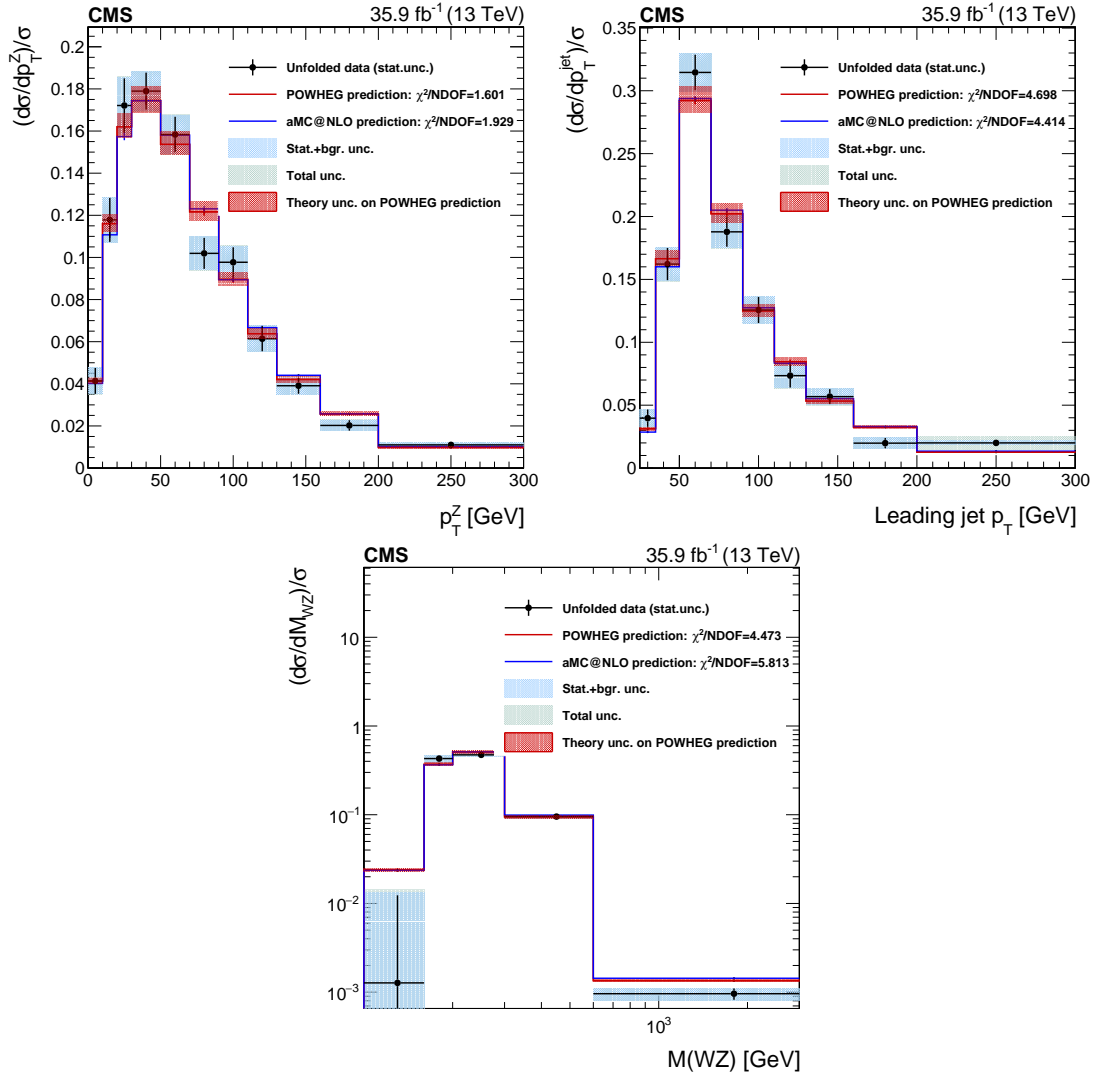 CMS 35.9 fb⁻¹ (13 TeV)
(dσ/dp_T^Z)/σ
0.2
0.18
0.16
0.14
0.12
0.1
0.08
0.06
0.04
0.02
0
Unfolded data (stat.unc.)
POWHEG prediction: χ²/NDOF=1.601
aMC@NLO prediction: χ²/NDOF=1.929
Stat.+bgr. unc.
Total unc.
Theory unc. on POWHEG prediction
0 50 100 150 200 250 300
p_T^Z [GeV]
CMS 35.9 fb⁻¹ (13 TeV)
(dσ/dp_T^jet)/σ
0.35
0.3
0.25
0.2
0.15
0.1
0.05
0
Unfolded data (stat.unc.)
POWHEG prediction: χ²/NDOF=4.698
aMC@NLO prediction: χ²/NDOF=4.414
Stat.+bgr. unc.
Total unc.
Theory unc. on POWHEG prediction
50 100 150 200 250 300
Leading jet p_T [GeV]
CMS 35.9 fb⁻¹ (13 TeV)
(dσ/dM_WZ)/σ
10
1
10⁻¹
10⁻²
10⁻³
Unfolded data (stat.unc.)
POWHEG prediction: χ²/NDOF=4.473
aMC@NLO prediction: χ²/NDOF=5.813
Stat.+bgr. unc.
Total unc.
Theory unc. on POWHEG prediction
10³
M(WZ) [GeV]